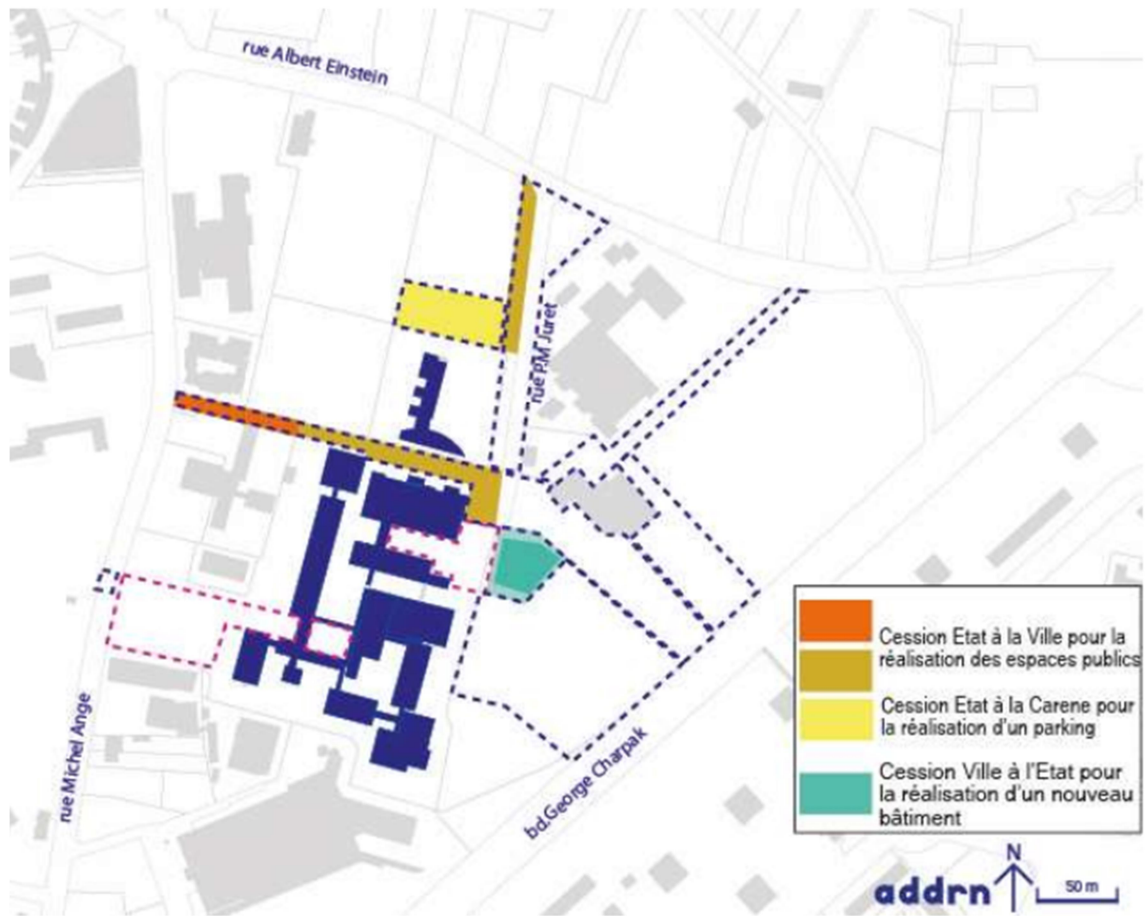 rue Albert Einstein
rue P.M Juret
rue Michel Ange
bd.George Charpak
Cession Etat à la Ville pour la
réalisation des espaces publics
Cession Etat à la Carene pour
la réalisation d'un parking
Cession Ville à l'Etat pour
la réalisation d'un nouveau
bâtiment
addrn
N
50 m